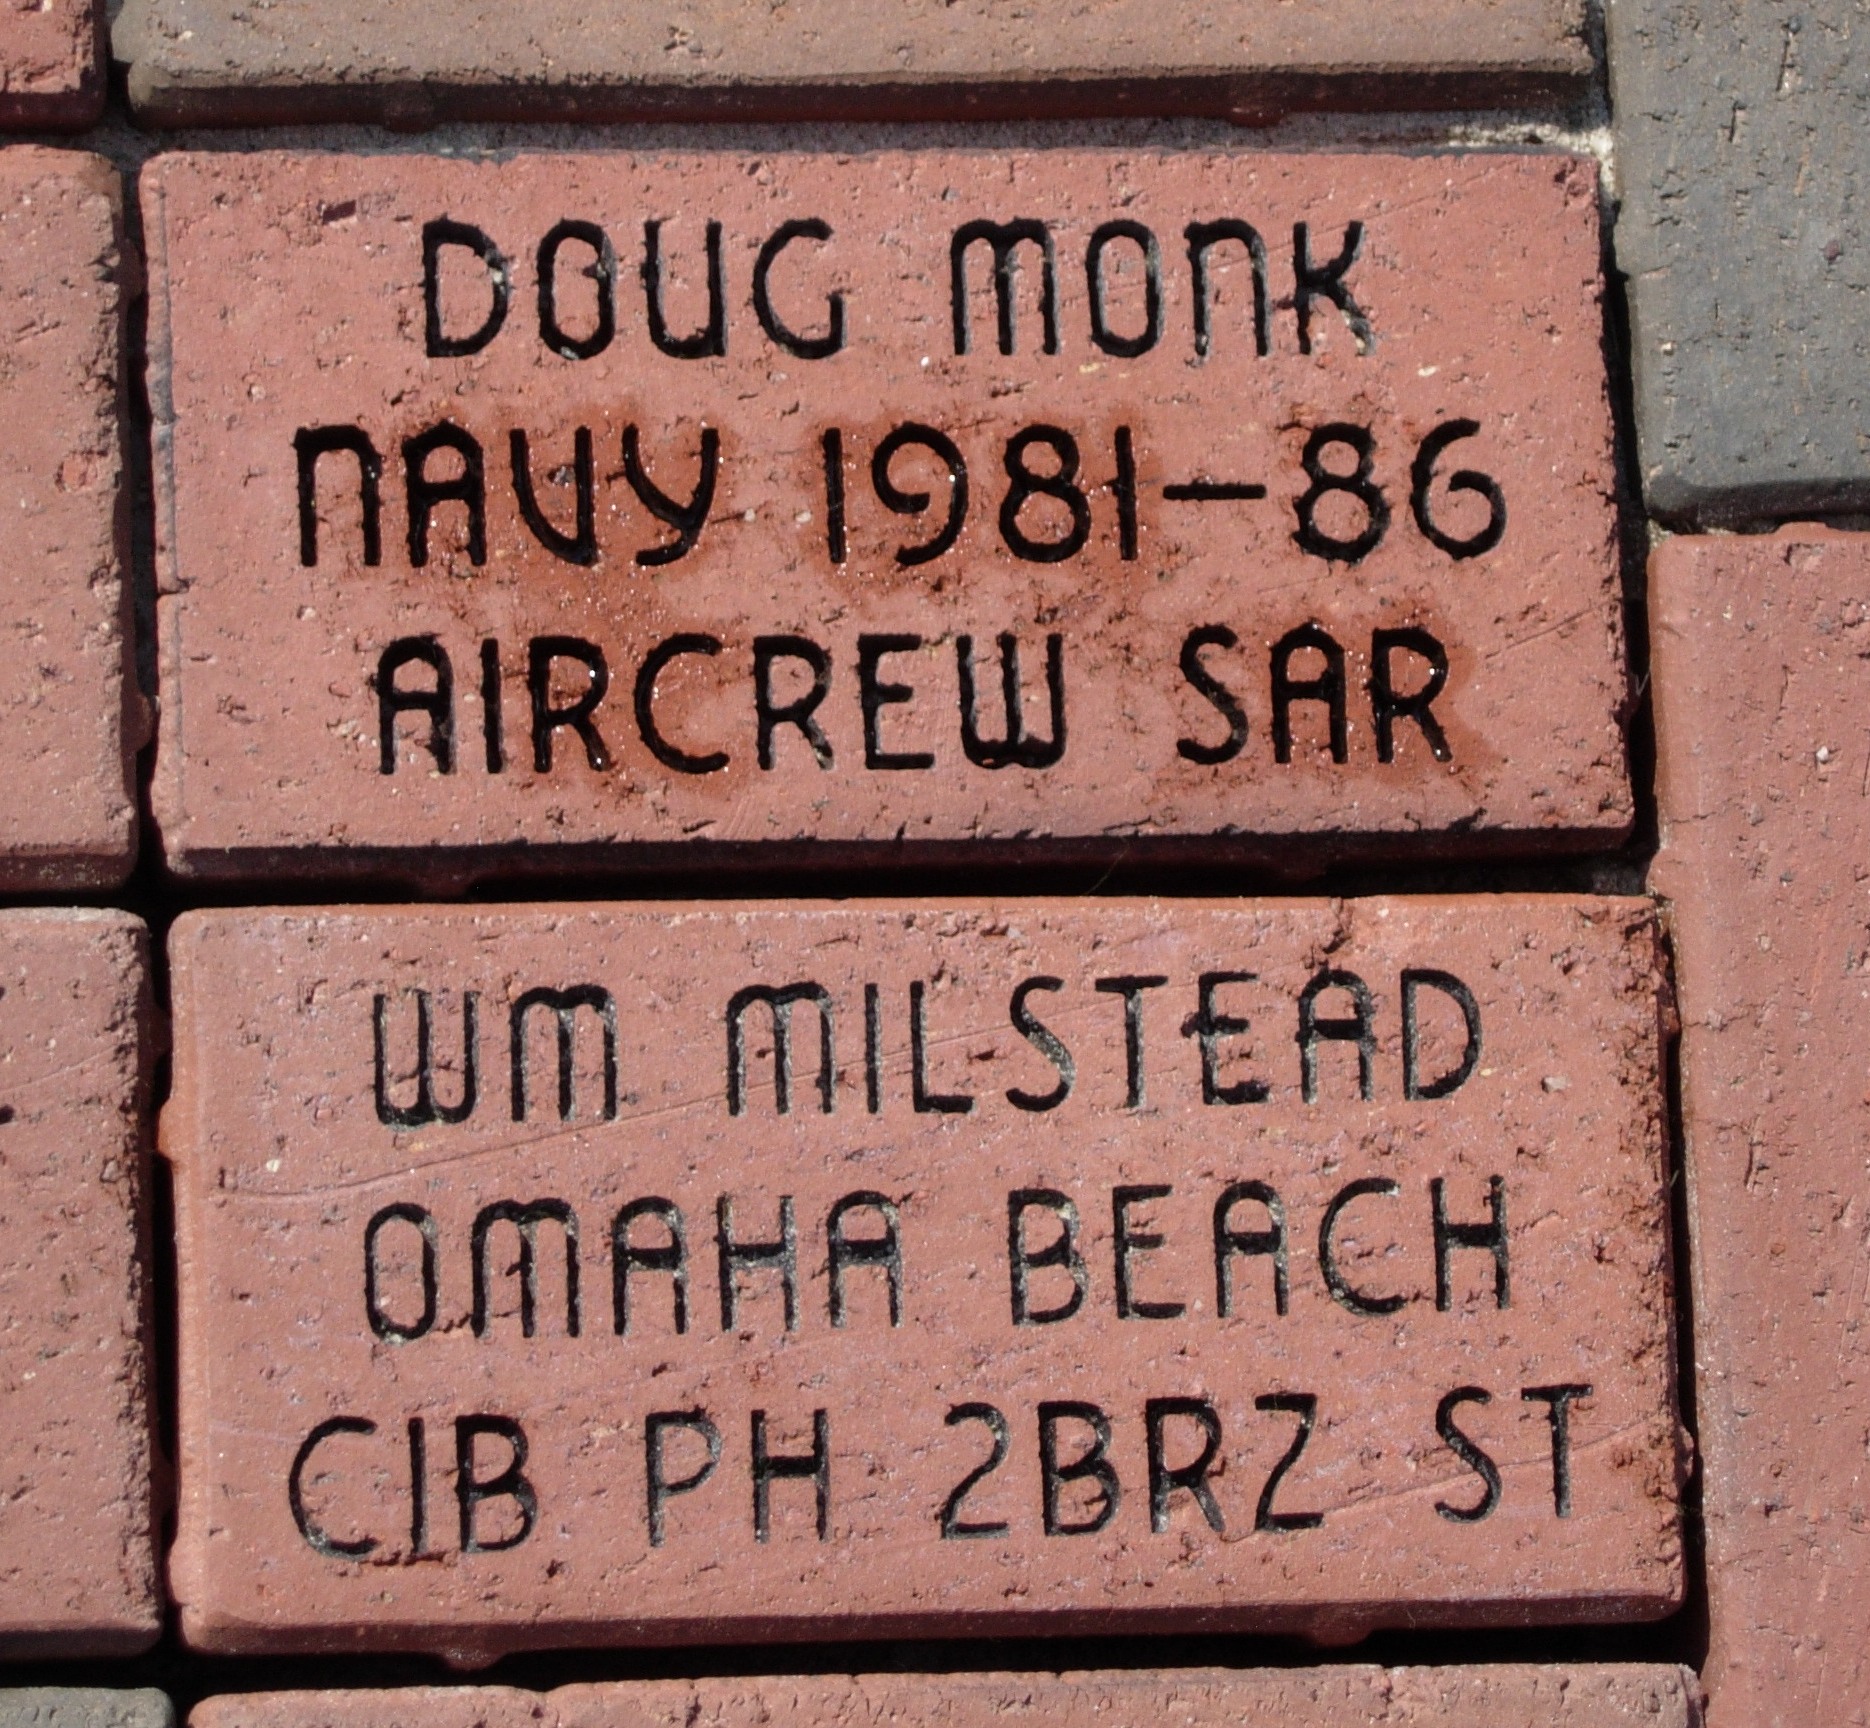 DOUG MONK
NAVY 1981-86
AIRCREW SAR
WM MILSTEAD
OMAHA BEACH
CIB PH 2BRZ ST